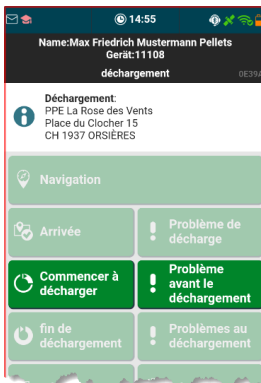 14:55
Name:Max Friedrich Mustermann Pellets
Gerät:11108
déchargement
0E39A
Déchargement:
PPE La Rose des Vents
Place du Clocher 15
CH 1937 ORSIÈRES
Navigation
Arrivée
Problème de
décharge
Commencer à
décharger
Problème
avant le
déchargement
fin de
déchargement
Problèmes au
déchargement